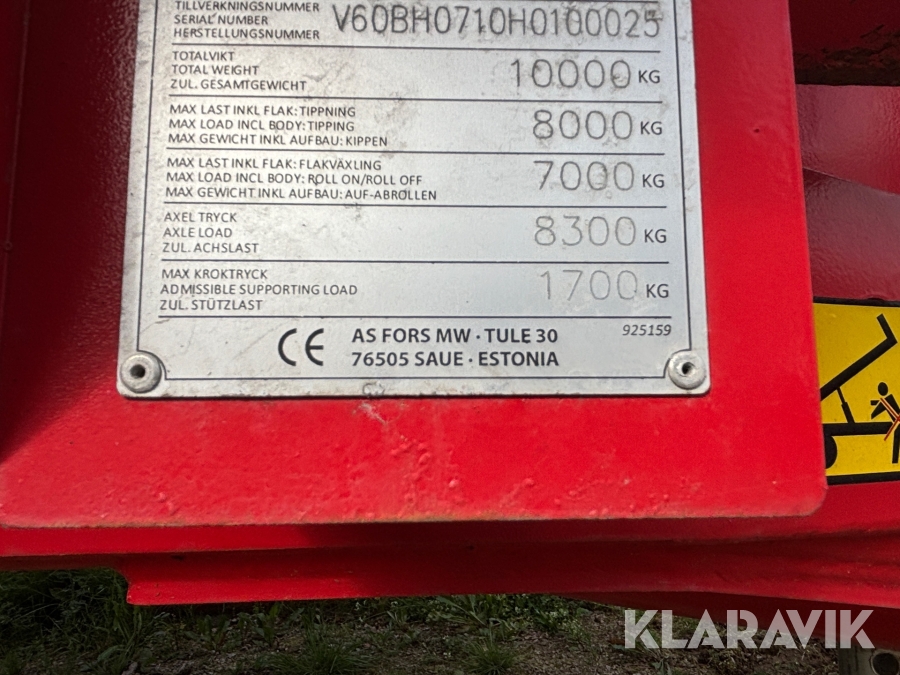 TILLVERKNINGSNUMMER
SERIAL NUMBER
HERSTELLUNGSNUMMER
V60BH0710H0100025
TOTALVIKT
TOTAL WEIGHT
ZUL. GESAMTGEWICHT
10000 KG
MAX LAST INKL FLAK: TIPPNING
MAX LOAD INCL BODY: TIPPING
MAX GEWICHT INKL AUFBAU: KIPPEN
8000 KG
MAX LAST INKL FLAK: FLAKVÄXLING
MAX LOAD INCL BODY: ROLL ON/ROLL OFF
MAX GEWICHT INKL AUFBAU: AUF-ABROLLEN
7000 KG
AXEL TRYCK
AXLE LOAD
ZUL. ACHSLAST
8300 KG
MAX KROKTRYCK
ADMISSIBLE SUPPORTING LOAD
ZUL. STÜTZLAST
1700 KG
CE
AS FORS MW · TULE 30
76505 SAUE · ESTONIA
925159
KLARAVIK